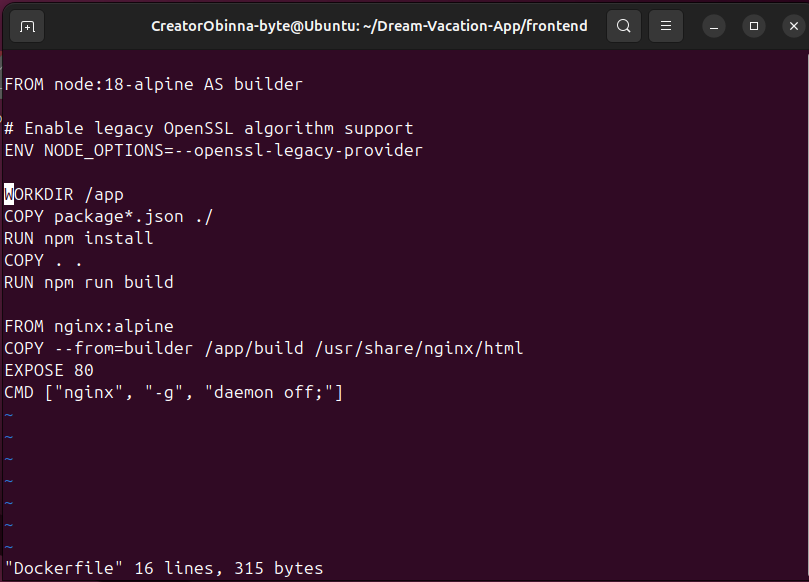 CreatorObinna-byte@Ubuntu: ~/Dream-Vacation-App/frontend
FROM node:18-alpine AS builder
# Enable legacy OpenSSL algorithm support
ENV NODE_OPTIONS=--openssl-legacy-provider
WORKDIR /app
COPY package*.json ./
RUN npm install
COPY . .
RUN npm run build
FROM nginx:alpine
COPY --from=builder /app/build /usr/share/nginx/html
EXPOSE 80
CMD ["nginx", "-g", "daemon off;"]
~
~
~
~
~
~
~
"Dockerfile" 16 lines, 315 bytes